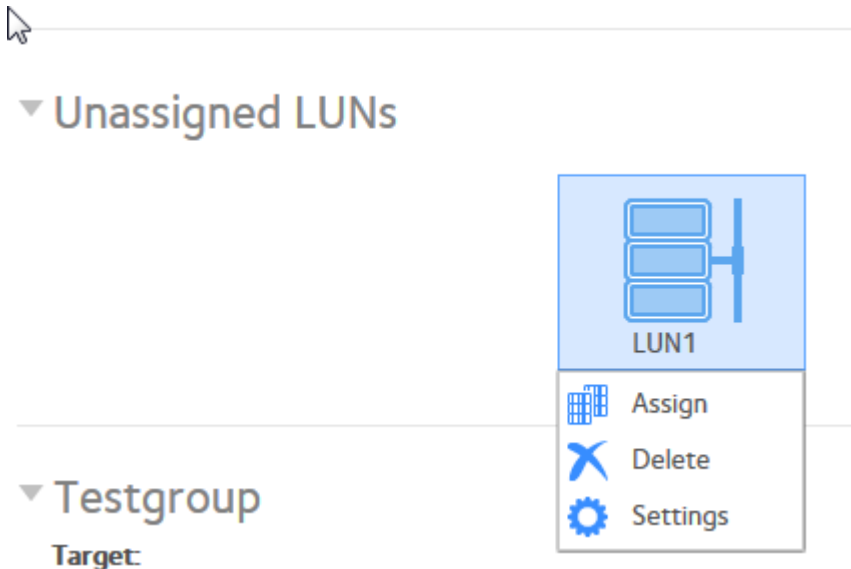 Unassigned LUNs
LUN1
Assign
Delete
Settings
Testgroup
Target: